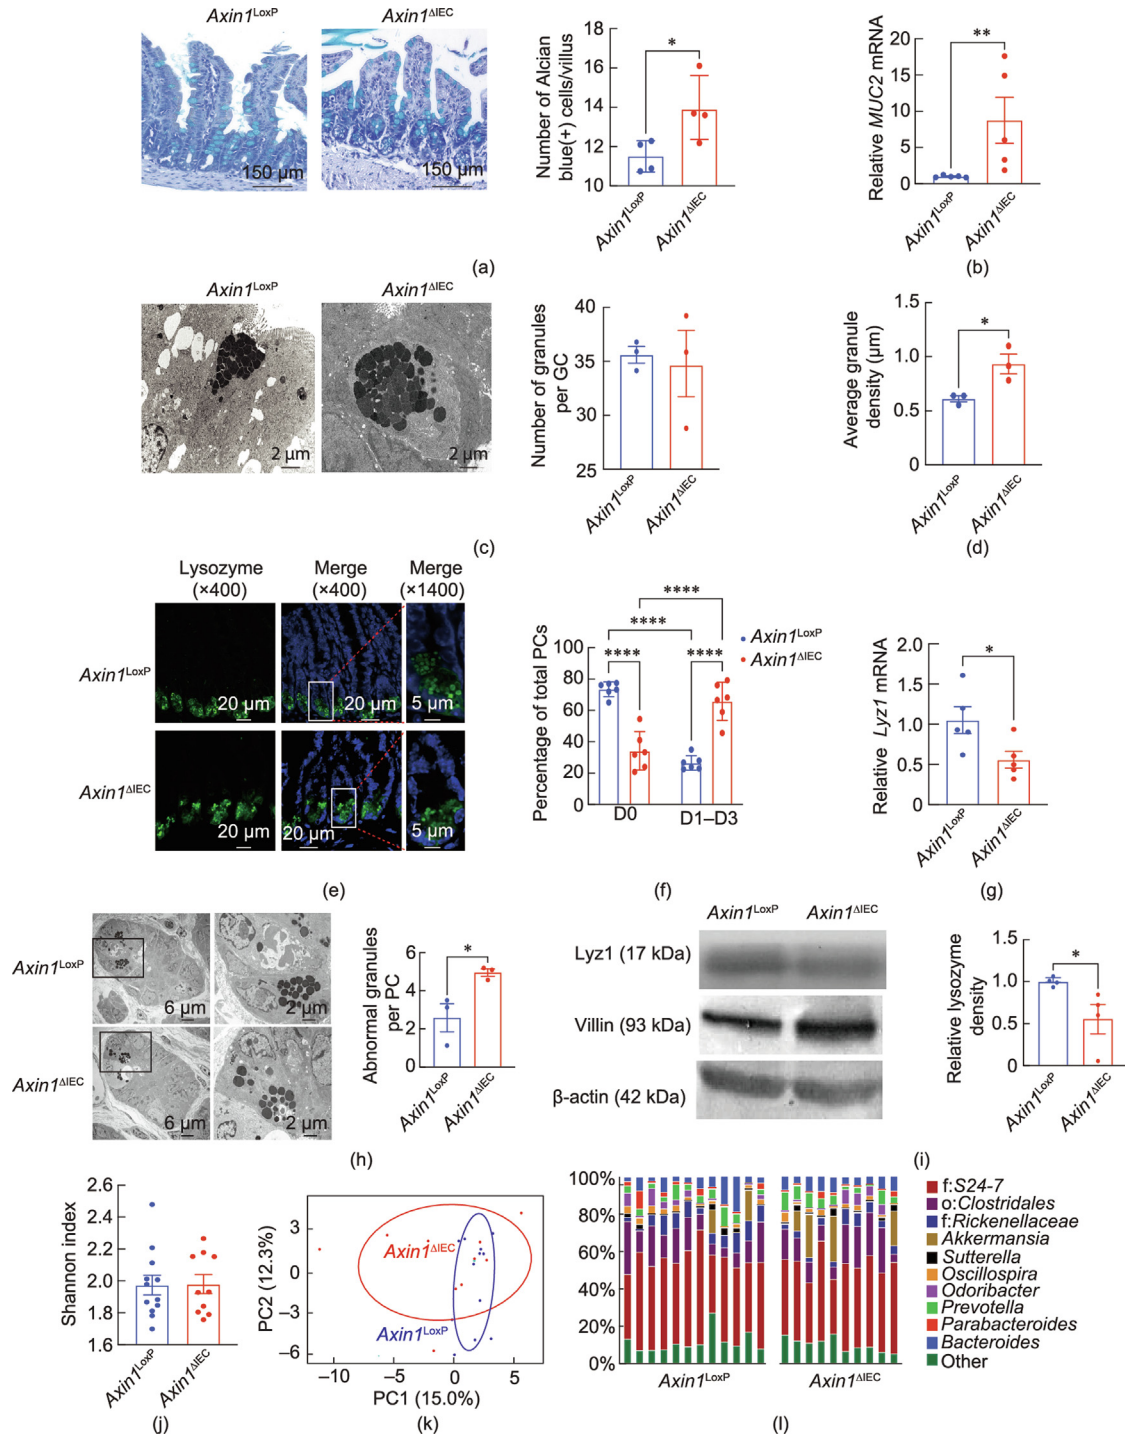 Axin1LoxP
Axin1ΔIEC
150 μm
150 μm
Number of Alcian
blue(+) cells/villus
18
16
14
12
10
*
Axin1LoxP
Axin1ΔIEC
(a)
Relative MUC2 mRNA
20
15
10
5
0
**
Axin1LoxP
Axin1ΔIEC
(b)
Axin1LoxP
Axin1ΔIEC
2 μm
2 μm
Number of granules
per GC
40
35
30
25
Axin1LoxP
Axin1ΔIEC
(c)
Average granule
density (μm)
1.5
1.0
0.5
0
*
Axin1LoxP
Axin1ΔIEC
(d)
Lysozyme
(×400)
Merge
(×400)
Merge
(×1400)
Axin1LoxP
20 μm
20 μm
5 μm
Axin1ΔIEC
20 μm
20 μm
5 μm
(e)
Percentage of total PCs
100
80
60
40
20
0
****
****
****
****
Axin1LoxP
Axin1ΔIEC
D0
D1–D3
(f)
Relative Lyz1 mRNA
2.0
1.5
1.0
0.5
0
*
Axin1LoxP
Axin1ΔIEC
(g)
Axin1LoxP
6 μm
2 μm
Axin1ΔIEC
6 μm
2 μm
Abnormal granules
per PC
6
4
2
0
*
Axin1LoxP
Axin1ΔIEC
(h)
Axin1LoxP
Axin1ΔIEC
Lyz1 (17 kDa)
Villin (93 kDa)
β-actin (42 kDa)
Relative lysozyme
density
1.5
1.0
0.5
0
*
Axin1LoxP
Axin1ΔIEC
(i)
Shannon index
2.6
2.4
2.2
2.0
1.8
1.6
Axin1LoxP
Axin1ΔIEC
(j)
PC2 (12.3%)
3
0
−3
−6
Axin1ΔIEC
Axin1LoxP
−10
−5
0
5
PC1 (15.0%)
(k)
100%
80%
60%
40%
20%
0%
Axin1LoxP
Axin1ΔIEC
f:S24-7
o:Clostridales
f:Rickenellaceae
Akkermansia
Sutterella
Oscillospira
Odoribacter
Prevotella
Parabacteroides
Bacteroides
Other
(l)